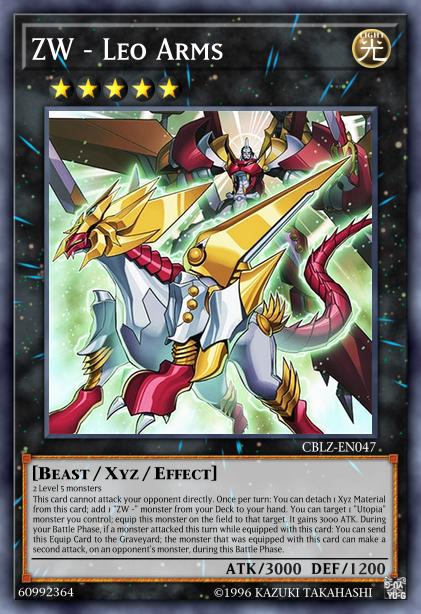 ZW - Leo Arms
LIGHT
光
CBLZ-EN047
[Beast / Xyz / Effect]
2 Level 5 monsters
This card cannot attack your opponent directly. Once per turn: You can detach 1 Xyz Material
from this card; add 1 "ZW -" monster from your Deck to your hand. You can target 1 "Utopia"
monster you control; equip this monster on the field to that target. It gains 3000 ATK. During
your Battle Phase, if a monster attacked this turn while equipped with this card: You can send
this Equip Card to the Graveyard; the monster that was equipped with this card can make a
second attack, on an opponent's monster, during this Battle Phase.
ATK/3000 DEF/1200
60992364
©1996 KAZUKI TAKAHASHI